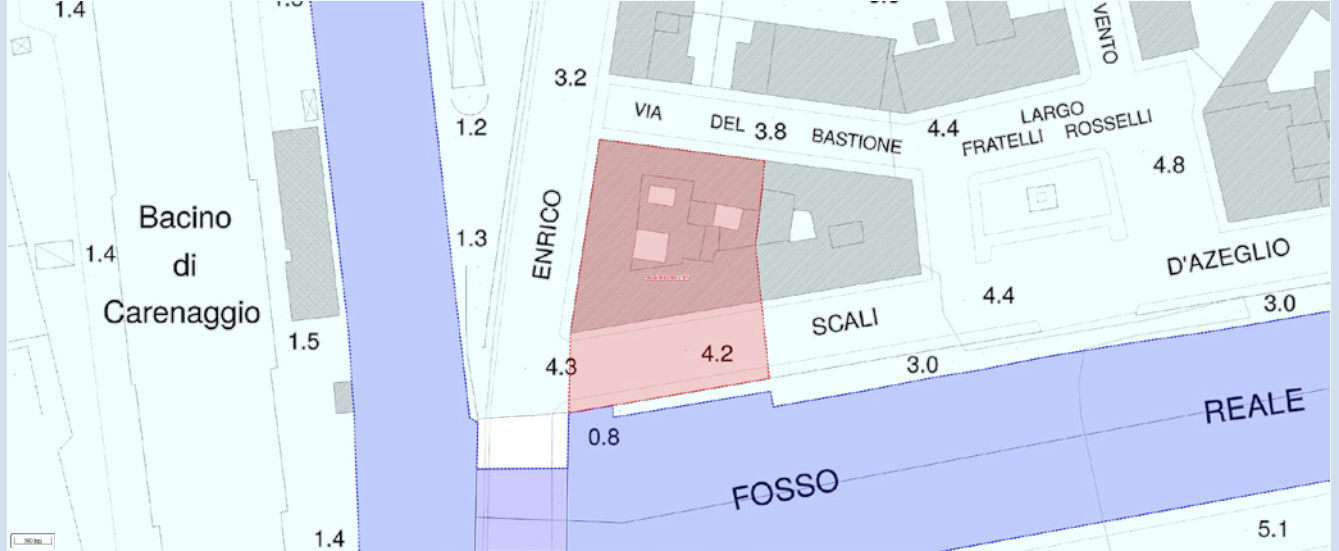 1.4
3.2
VENTO
1.2
VIA DEL 3.8 BASTIONE
4.4
LARGO
FRATELLI ROSSELLI
4.8
Bacino
di
Carenaggio
1.4
1.3
ENRICO
D'AZEGLIO
4.4
3.0
SCALI
1.5
4.3
4.2
3.0
REALE
0.8
FOSSO
1.4
5.1